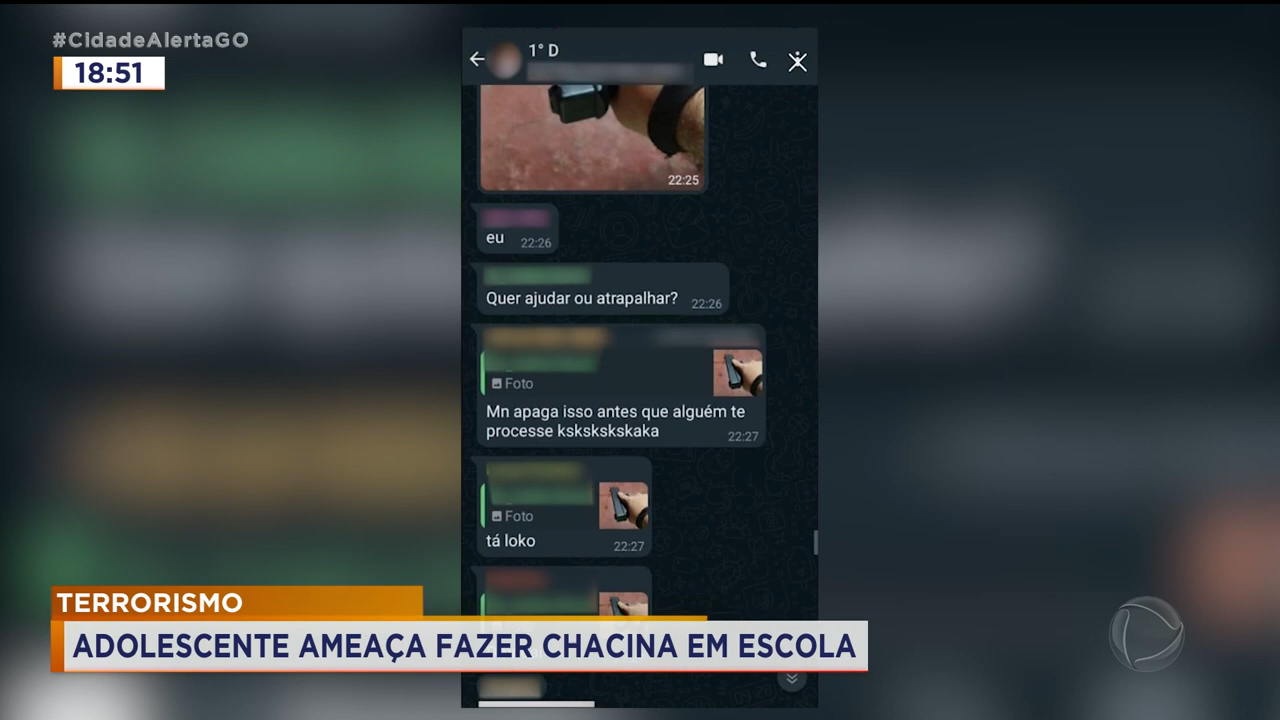 #CidadeAlertaGO
18:51
1° D
22:25
eu 22:26
Quer ajudar ou atrapalhar? 22:26
Foto
Mn apaga isso antes que alguém te
processe ksksksksk​aka 22:27
Foto
tá loko 22:27
TERRORISMO
ADOLESCENTE AMEAÇA FAZER CHACINA EM ESCOLA